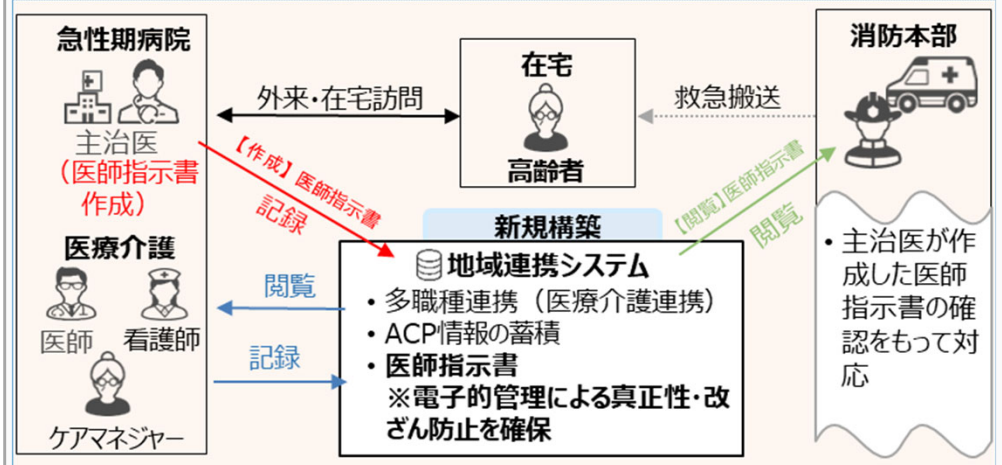 急性期病院
主治医
（医師指示書
作成）
医療介護
医師
看護師
ケアマネジャー
外来・在宅訪問
在宅
高齢者
救急搬送
消防本部
【作成】医師指示書
記録
【閲覧】医師指示書
閲覧
閲覧
記録
新規構築
地域連携システム
・多職種連携（医療介護連携）
・ACP情報の蓄積
・医師指示書
※電子的管理による真正性・改
ざん防止を確保
・主治医が作
成した医師
指示書の確
認をもって対
応